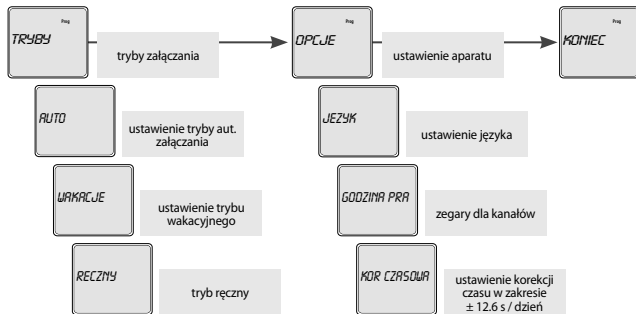 Prog
TRYBY
tryby załączania
Prog
OPCJE
ustawienie aparatu
Prog
KONIEC
AUTO
ustawienie tryby aut.
załączania
JEZYK
ustawienie języka
WAKACJE
ustawienie trybu
wakacyjnego
GODZINA PRA
zegary dla kanałów
RECZNY
tryb ręczny
KOR CZASOWA
ustawienie korekcji
czasu w zakresie
± 12.6 s / dzień